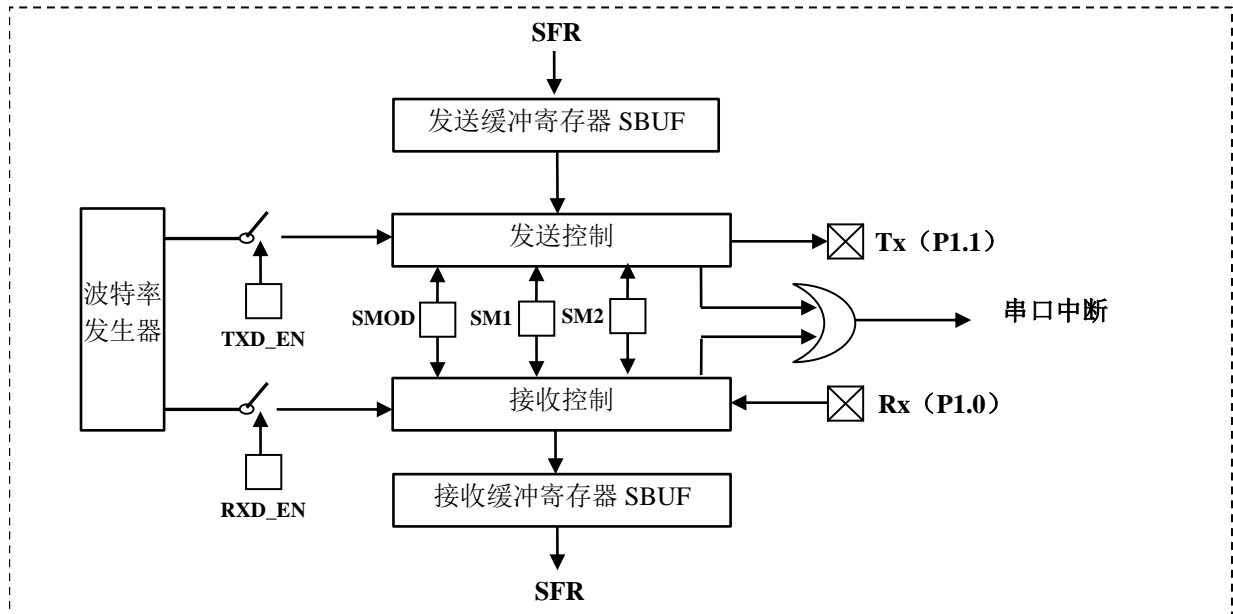 SFR
发送缓冲寄存器 SBUF
发送控制
Tx（P1.1）
波特率
发生器
TXD_EN
SMOD
SM1
SM2
串口中断
接收控制
Rx（P1.0）
RXD_EN
接收缓冲寄存器 SBUF
SFR